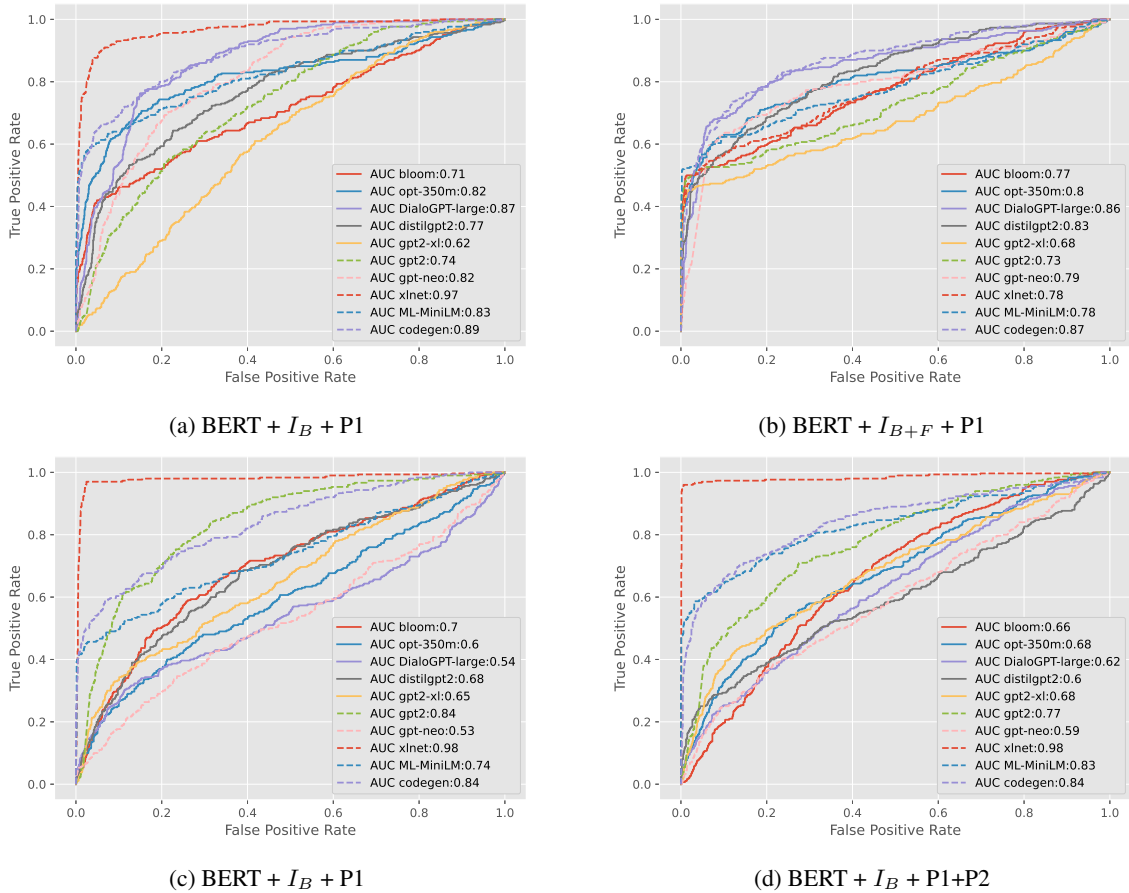 True Positive Rate
1.0
0.8
0.6
0.4
0.2
0.0
AUC bloom:0.71
AUC opt-350m:0.82
AUC DialoGPT-large:0.87
AUC distilgpt2:0.77
AUC gpt2-xl:0.62
AUC gpt2:0.74
AUC gpt-neo:0.82
AUC xlnet:0.97
AUC ML-MiniLM:0.83
AUC codegen:0.89
0.0 0.2 0.4 0.6 0.8 1.0
False Positive Rate
(a) BERT + I_B + P1
True Positive Rate
1.0
0.8
0.6
0.4
0.2
0.0
AUC bloom:0.77
AUC opt-350m:0.8
AUC DialoGPT-large:0.86
AUC distilgpt2:0.83
AUC gpt2-xl:0.68
AUC gpt2:0.73
AUC gpt-neo:0.79
AUC xlnet:0.78
AUC ML-MiniLM:0.78
AUC codegen:0.87
0.0 0.2 0.4 0.6 0.8 1.0
False Positive Rate
(b) BERT + I_{B+F} + P1
True Positive Rate
1.0
0.8
0.6
0.4
0.2
0.0
AUC bloom:0.7
AUC opt-350m:0.6
AUC DialoGPT-large:0.54
AUC distilgpt2:0.68
AUC gpt2-xl:0.65
AUC gpt2:0.84
AUC gpt-neo:0.53
AUC xlnet:0.98
AUC ML-MiniLM:0.74
AUC codegen:0.84
0.0 0.2 0.4 0.6 0.8 1.0
False Positive Rate
(c) BERT + I_B + P1
True Positive Rate
1.0
0.8
0.6
0.4
0.2
0.0
AUC bloom:0.66
AUC opt-350m:0.68
AUC DialoGPT-large:0.62
AUC distilgpt2:0.6
AUC gpt2-xl:0.68
AUC gpt2:0.77
AUC gpt-neo:0.59
AUC xlnet:0.98
AUC ML-MiniLM:0.83
AUC codegen:0.84
0.0 0.2 0.4 0.6 0.8 1.0
False Positive Rate
(d) BERT + I_B + P1+P2